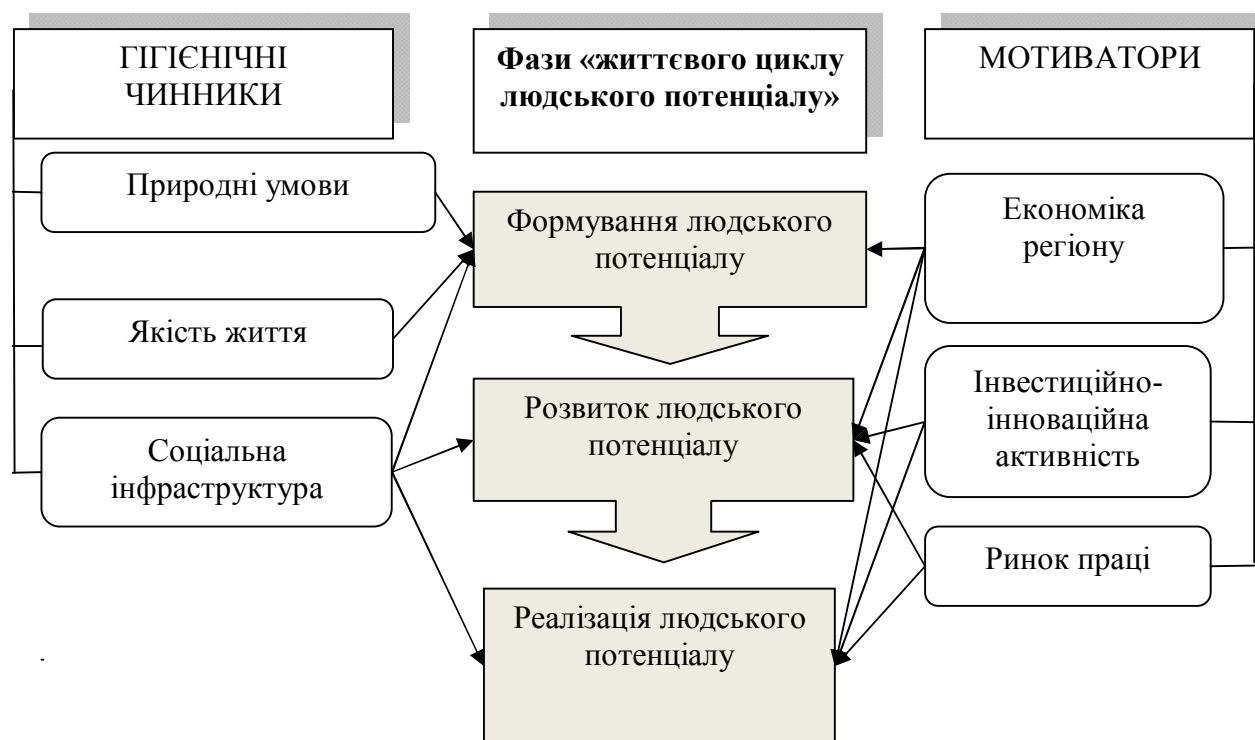 ГІГІЄНІЧНІ
ЧИННИКИ
Фази «життєвого циклу
людського потенціалу»
МОТИВАТОРИ
Природні умови
Якість життя
Соціальна
інфраструктура
Формування людського
потенціалу
Розвиток людського
потенціалу
Реалізація людського
потенціалу
Економіка
регіону
Інвестиційно-
інноваційна
активність
Ринок праці